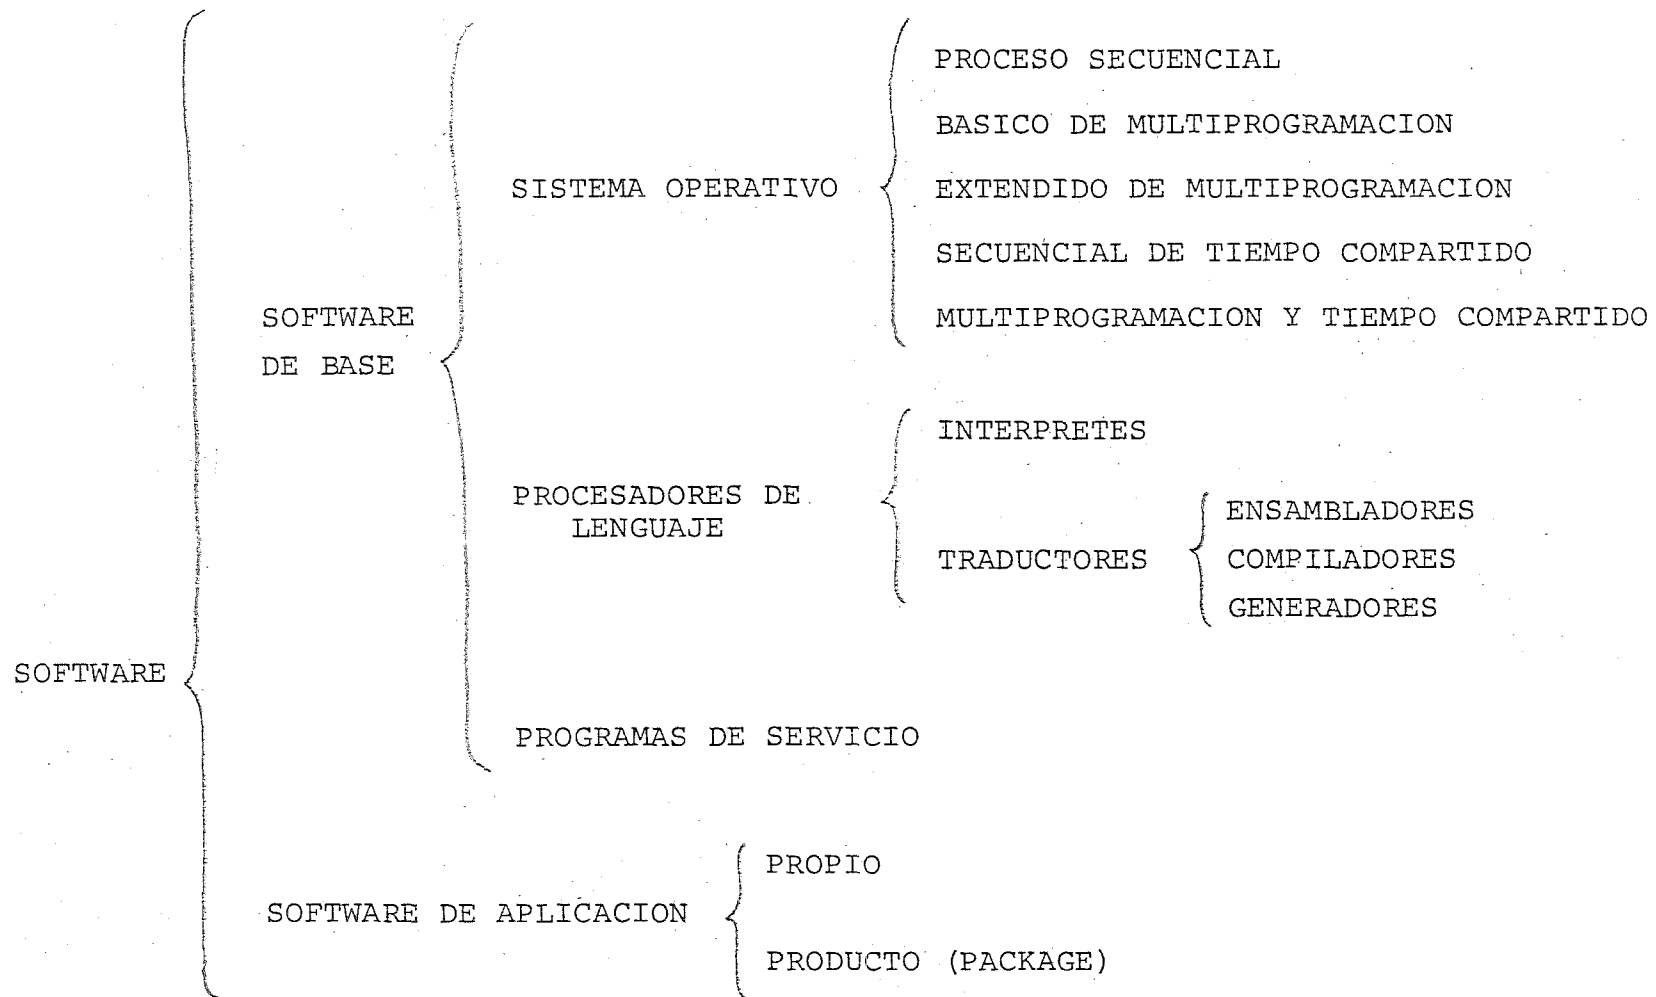 PROCESO SECUENCIAL
BASICO DE MULTIPROGRAMACION
SISTEMA OPERATIVO
EXTENDIDO DE MULTIPROGRAMACION
SECUENCIAL DE TIEMPO COMPARTIDO
SOFTWARE
DE BASE
MULTIPROGRAMACION Y TIEMPO COMPARTIDO
INTERPRETES
PROCESADORES DE
LENGUAJE
TRADUCTORES
ENSAMBLADORES
COMPILADORES
GENERADORES
SOFTWARE
PROGRAMAS DE SERVICIO
SOFTWARE DE APLICACION
PROPIO
PRODUCTO (PACKAGE)